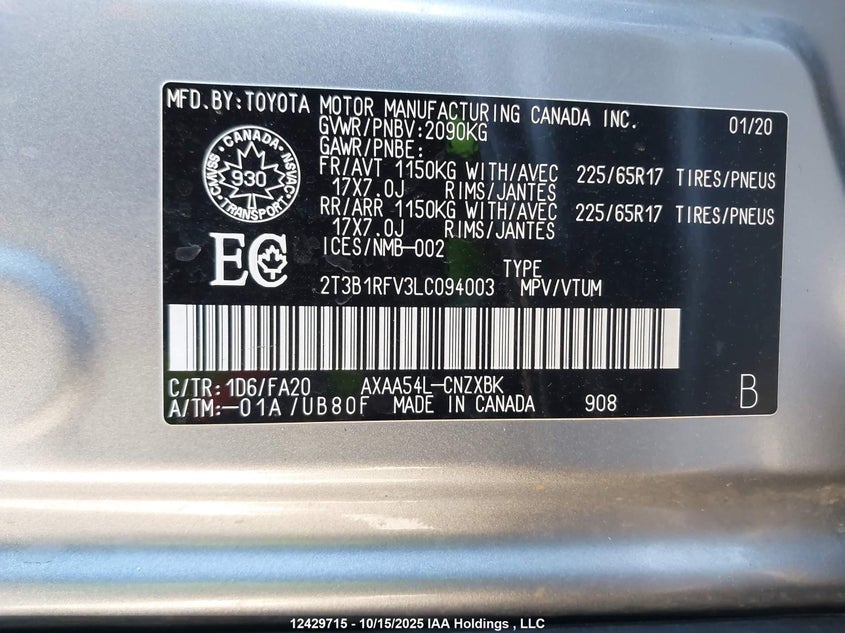 MFD.BY:TOYOTA MOTOR MANUFACTURING CANADA INC. 01/20
GVWR/PNBV:2090KG
GAWR/PNBE:
FR/AVT 1150KG WITH/AVEC 225/65R17 TIRES/PNEUS
17X7.0J RIMS/JANTES
RR/ARR 1150KG WITH/AVEC 225/65R17 TIRES/PNEUS
17X7.0J RIMS/JANTES
ICES/NMB-002
CANADA
CMVSS
930
NSVAC
TRANSPORT
EC
TYPE
2T3B1RFV3LC094003 MPV/VTUM
C/TR:1D6/FA20 AXAA54L-CNZXBK
A/TM:-01A/UB80F MADE IN CANADA 908 B
12429715 - 10/15/2025 IAA Holdings , LLC